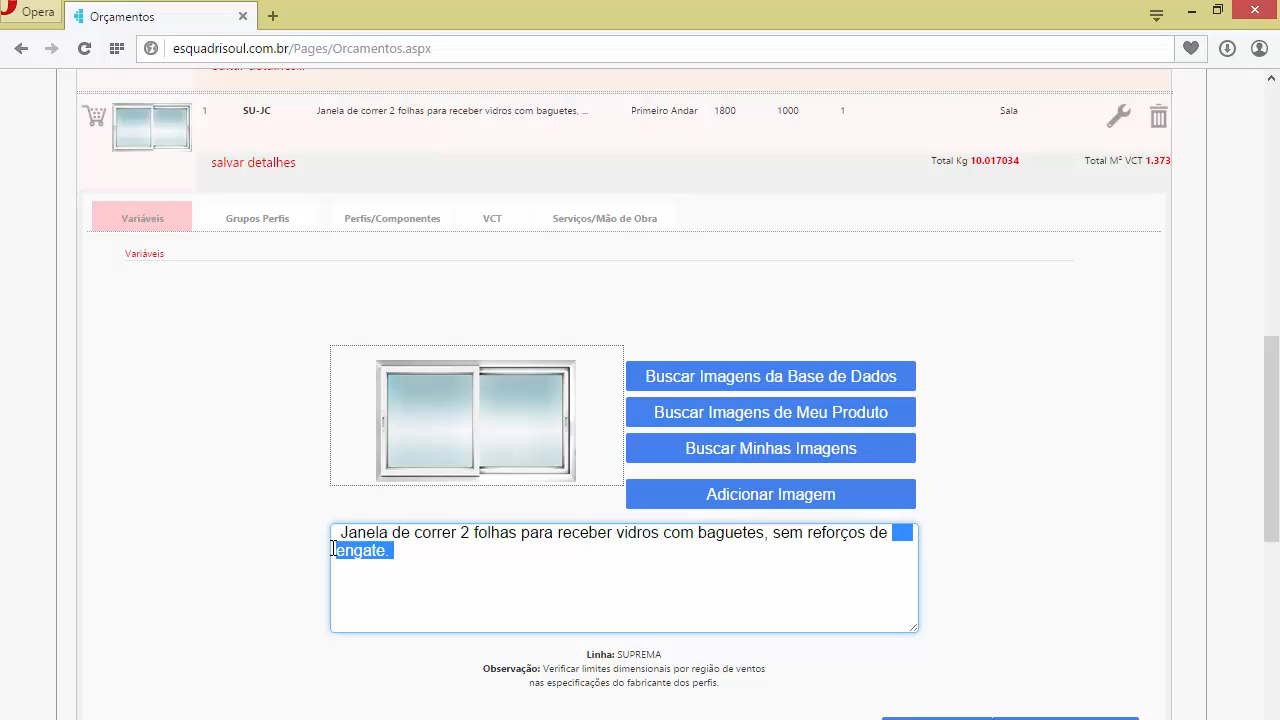 Opera
Orçamentos
esquadrisoul.com.br/Pages/Orcamentos.aspx
1 SU-JC Janela de correr 2 folhas para receber vidros com baguetes, ... Primeiro Andar 1800 1000 1 Sala
salvar detalhes
Total Kg 10.017034 Total M² VCT 1.373
Variáveis Grupos Perfis Perfis/Componentes VCT Serviços/Mão de Obra
Variáveis
Buscar Imagens da Base de Dados
Buscar Imagens de Meu Produto
Buscar Minhas Imagens
Adicionar Imagem
Janela de correr 2 folhas para receber vidros com baguetes, sem reforços de
engate.
Linha: SUPREMA
Observação: Verificar limites dimensionais por região de ventos
nas especificações do fabricante dos perfis.